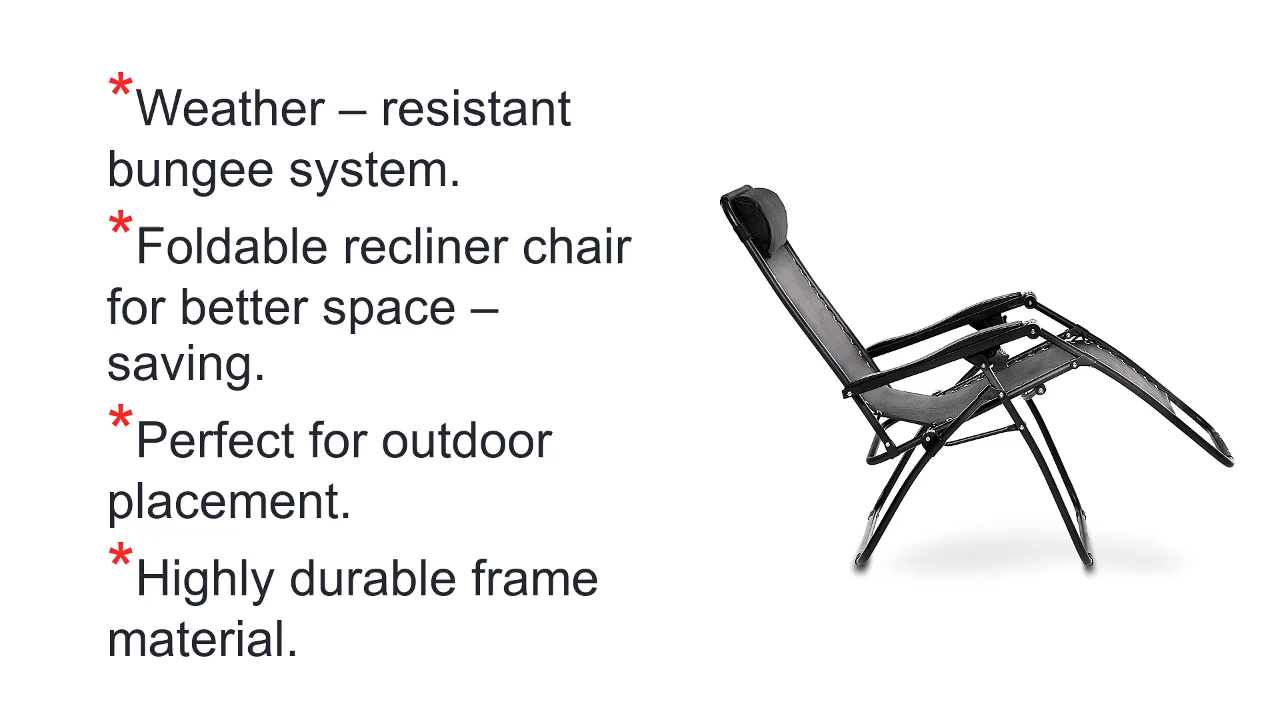 *Weather – resistant
bungee system.
*Foldable recliner chair
for better space –
saving.
*Perfect for outdoor
placement.
*Highly durable frame
material.